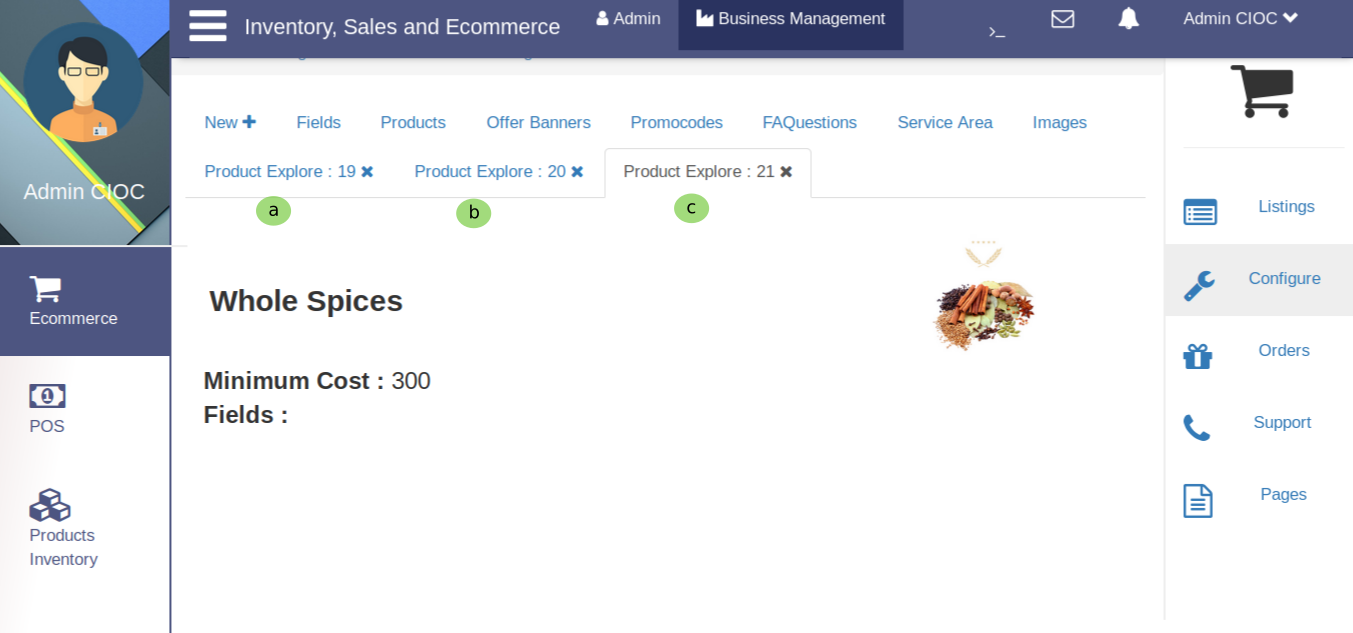 Inventory, Sales and Ecommerce Admin Business Management >_ Admin CIOC
New Fields Products Offer Banners Promocodes FAQuestions Service Area Images
Product Explore : 19 Product Explore : 20 Product Explore : 21
a b c
Admin CIOC
Whole Spices
Minimum Cost : 300
Fields :
Ecommerce
POS
Products
Inventory
Listings
Configure
Orders
Support
Pages